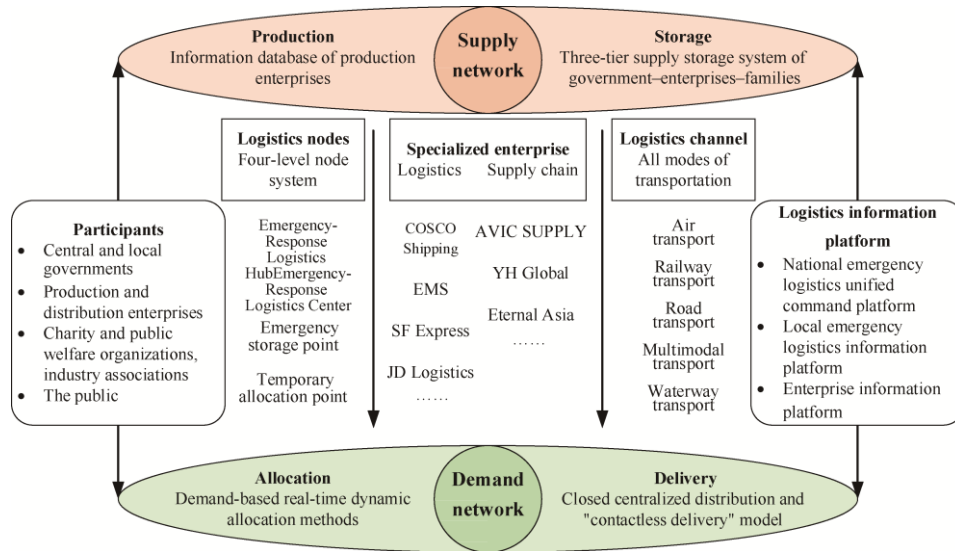 Production
Information database of production
enterprises
Supply
network
Storage
Three-tier supply storage system of
government–enterprises–families
Logistics nodes
Four-level node
system
Specialized enterprise
Logistics Supply chain
Logistics channel
All modes of
transportation
Participants
• Central and local
governments
• Production and
distribution enterprises
• Charity and public
welfare organizations,
industry associations
• The public
Emergency-
Response
Logistics
HubEmergency-
Response
Logistics Center
Emergency
storage point
Temporary
allocation point
COSCO
Shipping
EMS
SF Express
JD Logistics
……
AVIC SUPPLY
YH Global
Eternal Asia
……
Air
transport
Railway
transport
Road
transport
Multimodal
transport
Waterway
transport
Logistics information
platform
• National emergency
logistics unified
command platform
• Local emergency
logistics information
platform
• Enterprise information
platform
Allocation
Demand-based real-time dynamic
allocation methods
Demand
network
Delivery
Closed centralized distribution and
"contactless delivery" model